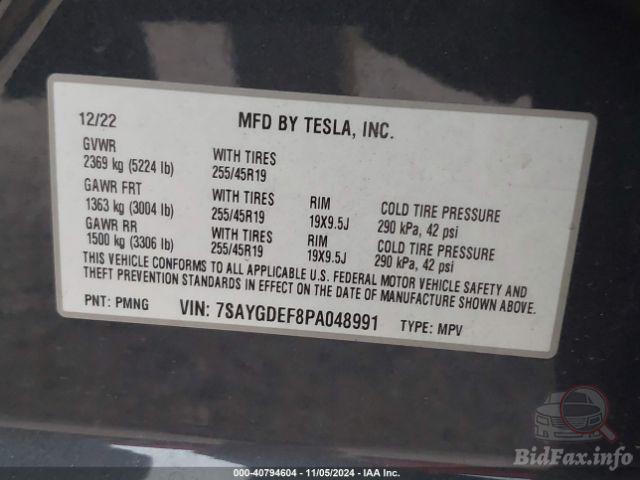 12/22 MFD BY TESLA, INC.
GVWR
2369 kg (5224 lb) WITH TIRES 255/45R19
GAWR FRT
1363 kg (3004 lb) WITH TIRES 255/45R19 RIM 19X9.5J COLD TIRE PRESSURE 290 kPa, 42 psi
GAWR RR
1500 kg (3306 lb) WITH TIRES 255/45R19 RIM 19X9.5J COLD TIRE PRESSURE 290 kPa, 42 psi
THIS VEHICLE CONFORMS TO ALL APPLICABLE U.S. FEDERAL MOTOR VEHICLE SAFETY AND
THEFT PREVENTION STANDARDS IN EFFECT ON THE DATE OF MANUFACTURE SHOWN ABOVE.
PNT: PMNG VIN: 7SAYGDEF8PA048991 TYPE: MPV
BidFax.info
000-40794604 - 11/05/2024 - IAA Inc.